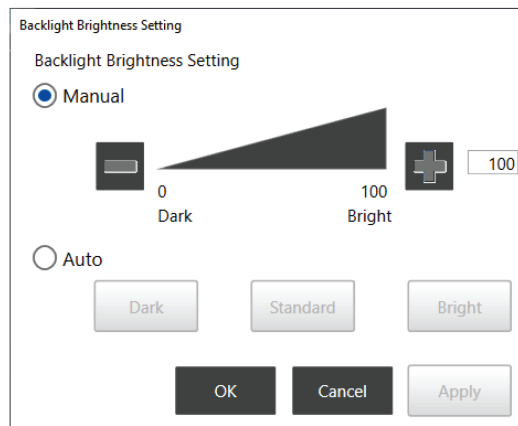 Backlight Brightness Setting
Backlight Brightness Setting
Manual
100
0 100
Dark Bright
Auto
Dark Standard Bright
OK Cancel Apply